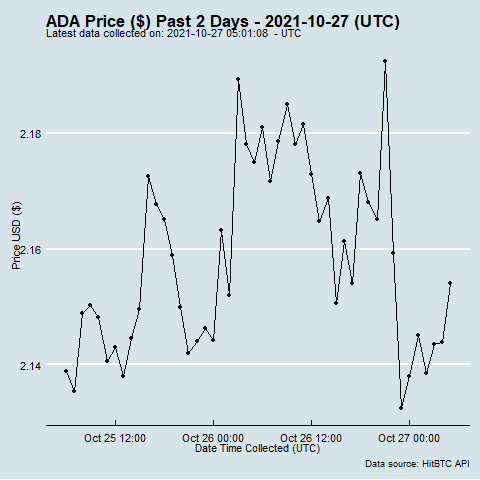 ADA Price ($) Past 2 Days - 2021-10-27 (UTC)
Latest data collected on: 2021-10-27 05:01:08 - UTC
2.18
2.16
2.14
Price USD ($)
Oct 25 12:00 Oct 26 00:00 Oct 26 12:00 Oct 27 00:00
Date Time Collected (UTC)
Data source: HitBTC API